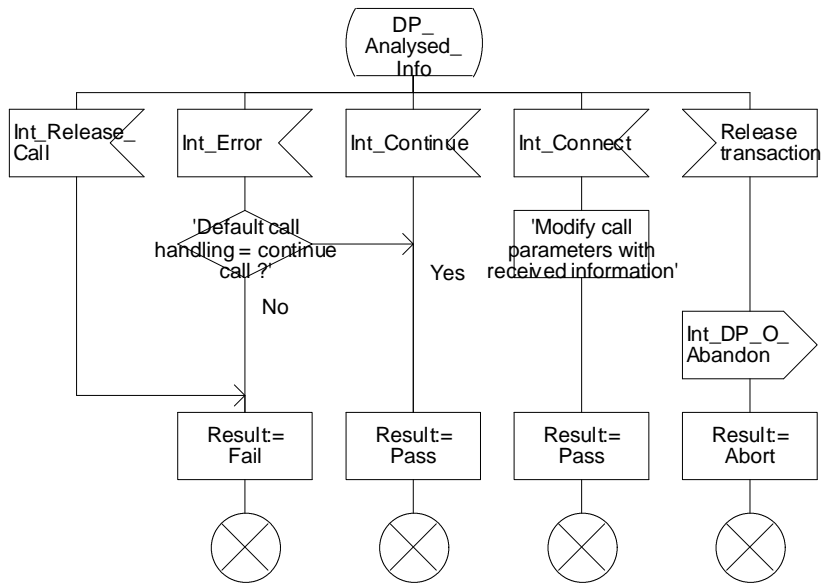 DP_
Analysed_
Info
Int_Release_
Call
Int_Error
Int_Continue
Int_Connect
Release
transaction
'Default call
handling = continue
call ?'
'Modify call
parameters with
received information'
Yes
No
Int_DP_O_
Abandon
Result:=
Fail
Result:=
Pass
Result:=
Pass
Result:=
Abort